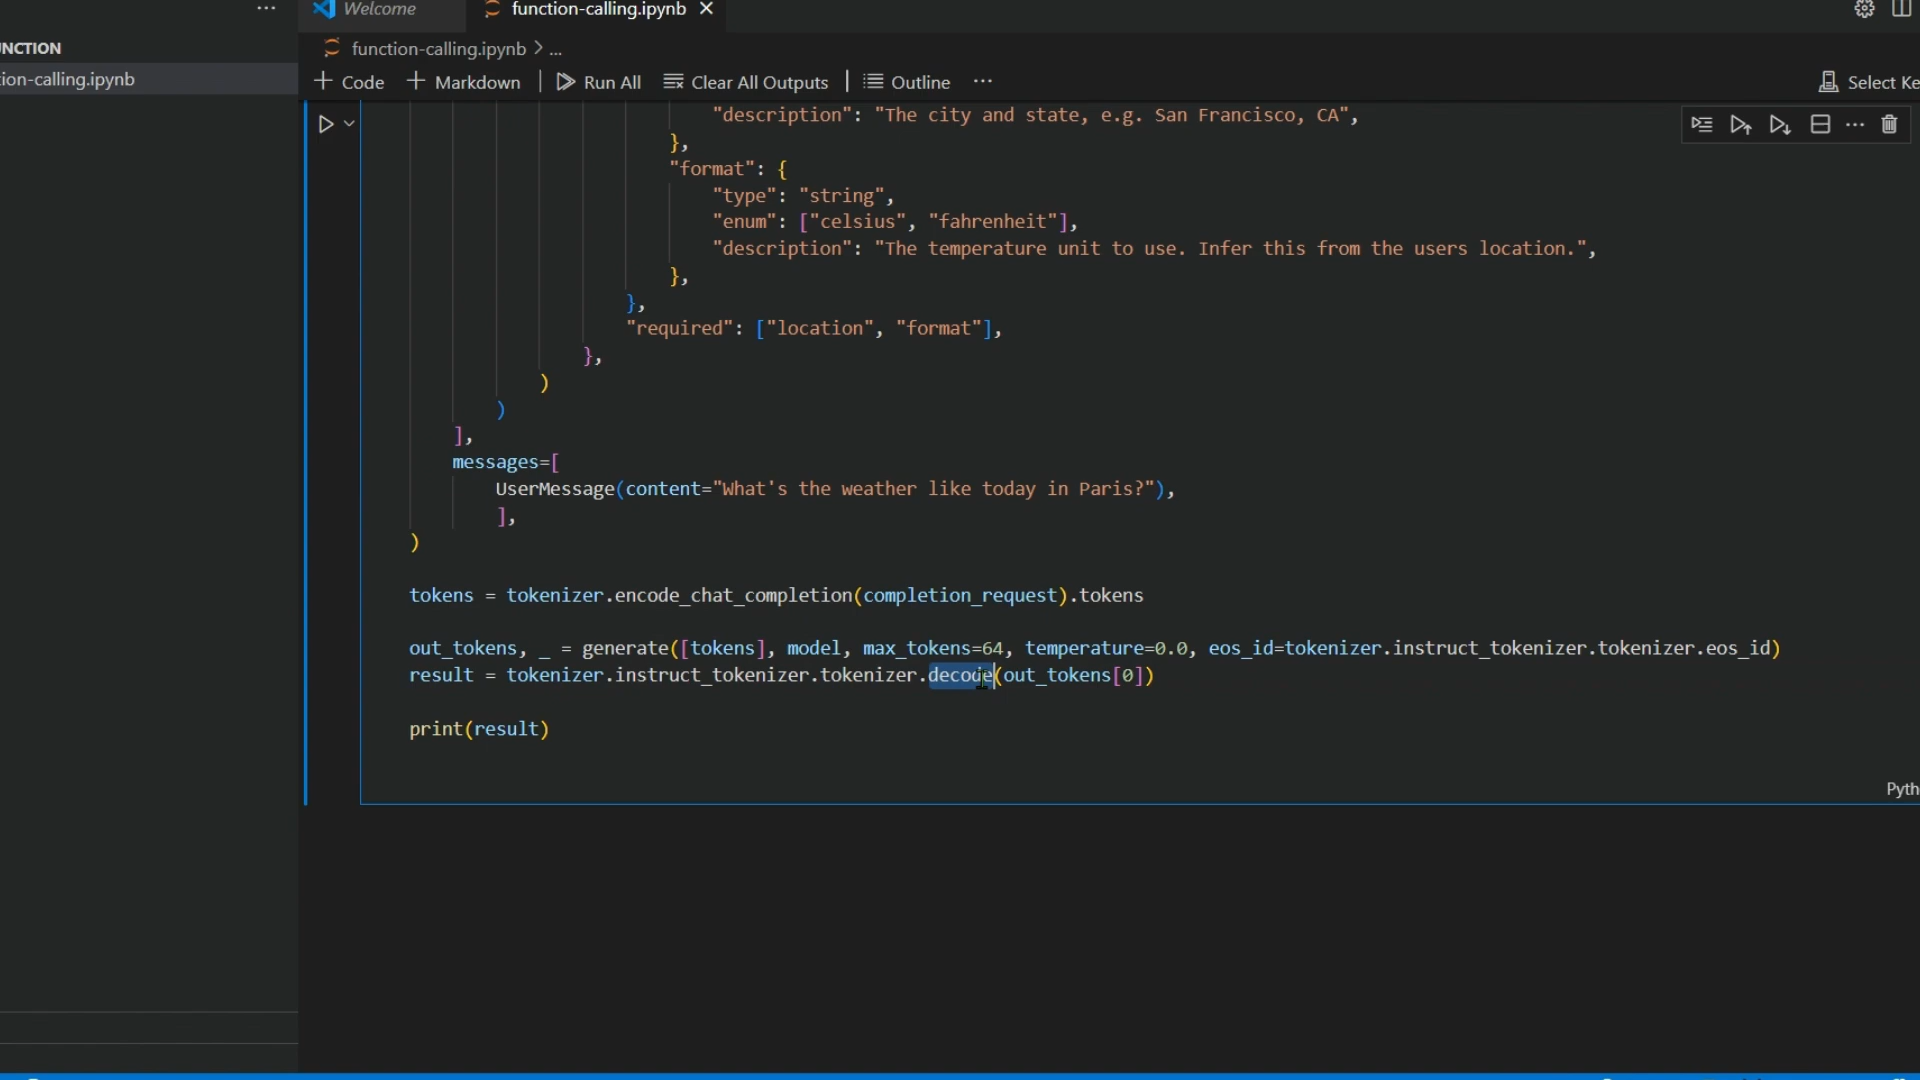 Welcome
function-calling.ipynb
NCTION
function-calling.ipynb > ...
ion-calling.ipynb
+ Code + Markdown | Run All Clear All Outputs | Outline ...
Select Ke
"description": "The city and state, e.g. San Francisco, CA",
},
"format": {
"type": "string",
"enum": ["celsius", "fahrenheit"],
"description": "The temperature unit to use. Infer this from the users location.",
},
},
"required": ["location", "format"],
},
)
)
],
messages=[
UserMessage(content="What's the weather like today in Paris?"),
],
)
tokens = tokenizer.encode_chat_completion(completion_request).tokens
out_tokens, _ = generate([tokens], model, max_tokens=64, temperature=0.0, eos_id=tokenizer.instruct_tokenizer.tokenizer.eos_id)
result = tokenizer.instruct_tokenizer.tokenizer.decode(out_tokens[0])
print(result)
Pyth